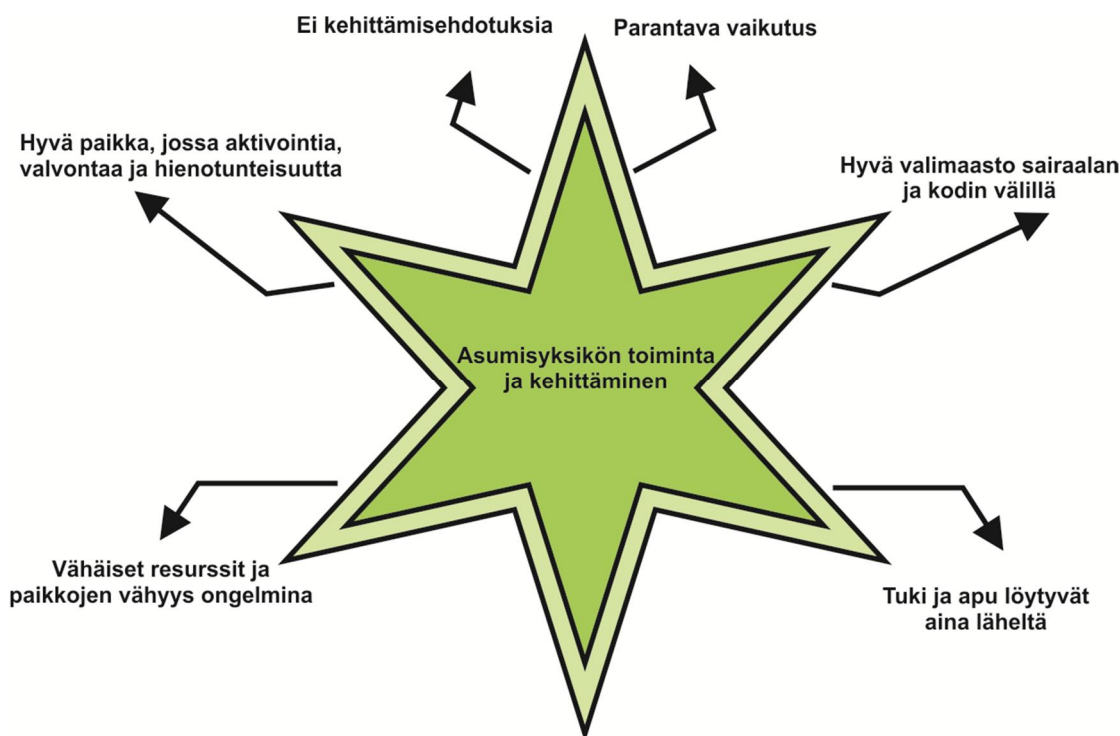 Ei kehittämisehdotuksia
Parantava vaikutus
Hyvä paikka, jossa aktivointia,
valvontaa ja hienotunteisuutta
Hyvä valimaasto sairaalan
ja kodin välillä
Asumisyksikön toiminta
ja kehittäminen
Vähäiset resurssit ja
paikkojen vähyys ongelmina
Tuki ja apu löytyvät
aina läheltä